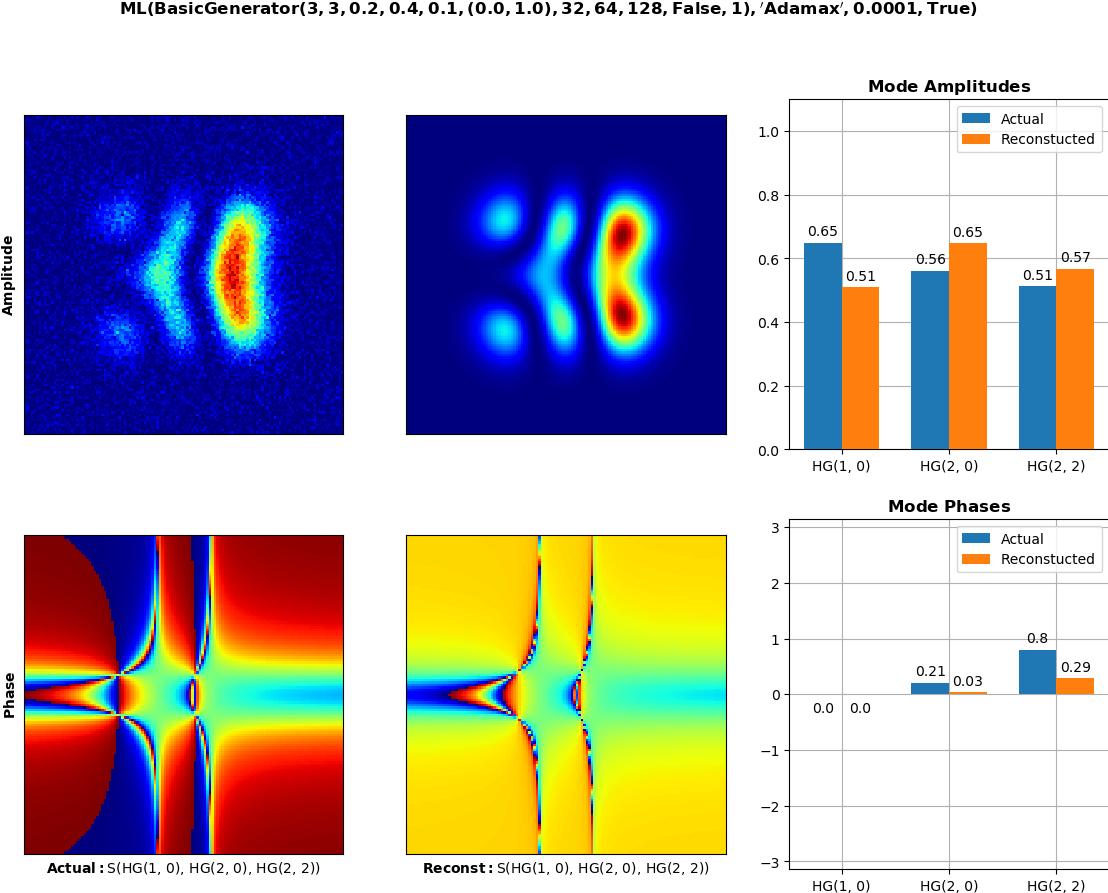 ML(BasicGenerator(3, 3, 0.2, 0.4, 0.1, (0.0, 1.0), 32, 64, 128, False, 1), 'Adamax', 0.0001, True)
Amplitude
Mode Amplitudes
Actual
Reconstucted
1.0
0.8
0.6
0.4
0.2
0.0
0.65
0.51
0.56
0.65
0.51
0.57
HG(1, 0)
HG(2, 0)
HG(2, 2)
Phase
Actual: S(HG(1, 0), HG(2, 0), HG(2, 2))
Reconst: S(HG(1, 0), HG(2, 0), HG(2, 2))
Mode Phases
Actual
Reconstucted
3
2
1
0
−1
−2
−3
0.0
0.0
0.21
0.03
0.8
0.29
HG(1, 0)
HG(2, 0)
HG(2, 2)